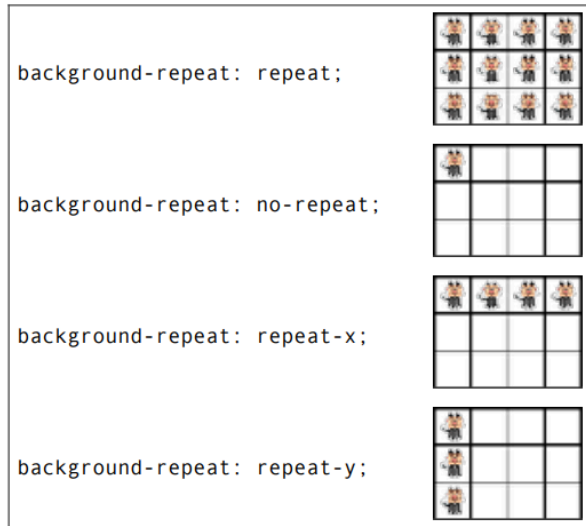 background-repeat: repeat;
background-repeat: no-repeat;
background-repeat: repeat-x;
background-repeat: repeat-y;